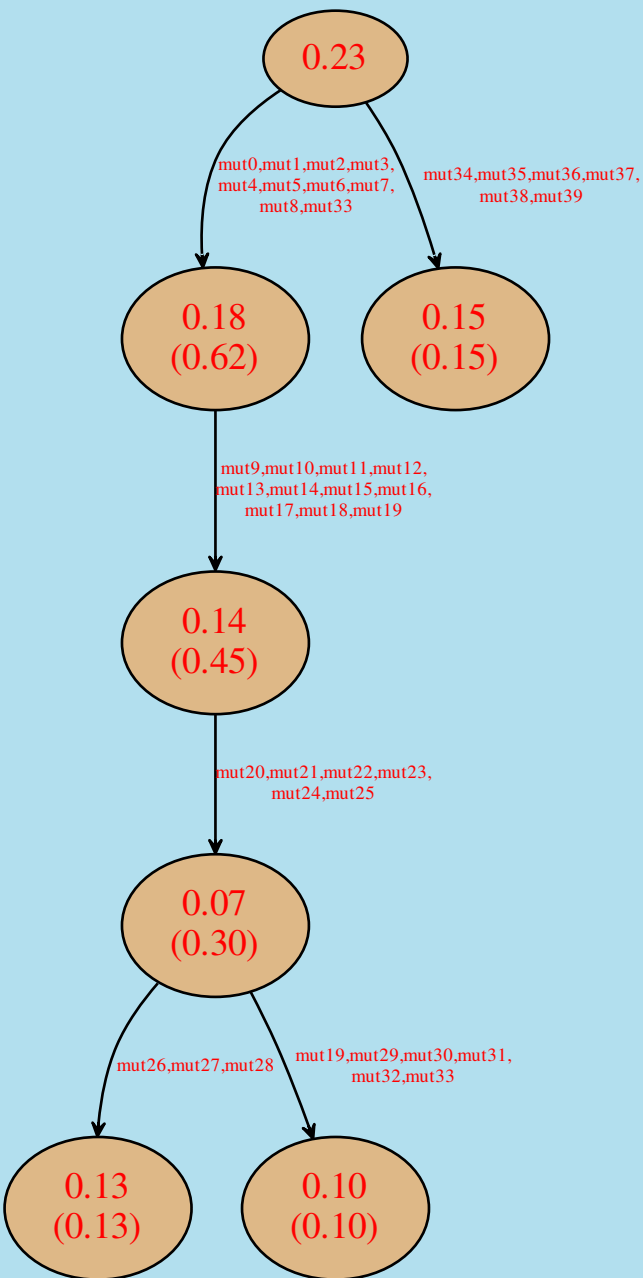 0.23
mut0,mut1,mut2,mut3,
mut4,mut5,mut6,mut7,
mut8,mut33
mut34,mut35,mut36,mut37,
mut38,mut39
0.18
(0.62)
0.15
(0.15)
mut9,mut10,mut11,mut12,
mut13,mut14,mut15,mut16,
mut17,mut18,mut19
0.14
(0.45)
mut20,mut21,mut22,mut23,
mut24,mut25
0.07
(0.30)
mut26,mut27,mut28
mut19,mut29,mut30,mut31,
mut32,mut33
0.13
(0.13)
0.10
(0.10)